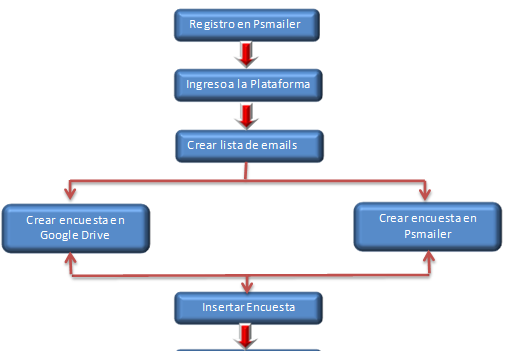 Registro en Psmailer
Ingreso a la Plataforma
Crear lista de emails
Crear encuesta en
Google Drive
Crear encuesta en
Psmailer
Insertar Encuesta